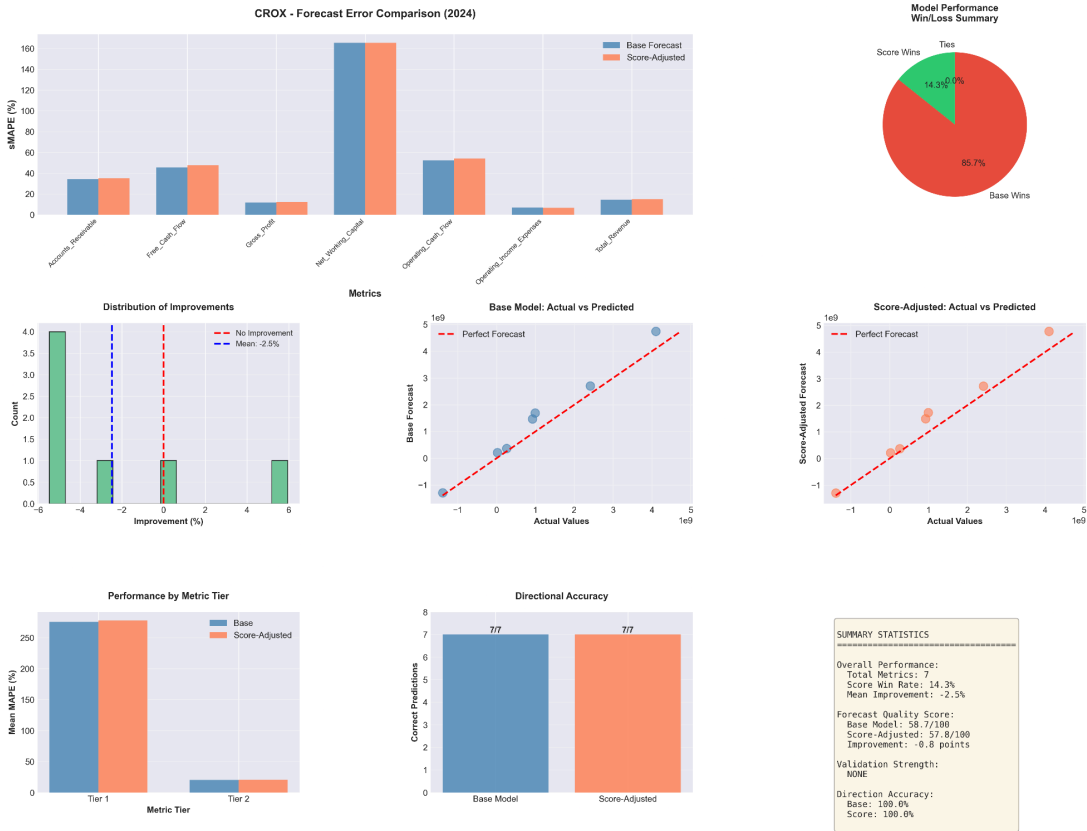 CROX - Forecast Error Comparison (2024)
sMAPE (%)
160
140
120
100
80
60
40
20
0
Base Forecast
Score-Adjusted
Accounts_Receivable
Free_Cash_Flow
Gross_Profit
Net_Working_Capital
Operating_Cash_Flow
Operating_Income_Expenses
Total_Revenue
Metrics
Model Performance
Win/Loss Summary
Ties
Score Wins
0.0%
14.3%
85.7%
Base Wins
Distribution of Improvements
Count
4.0
3.5
3.0
2.5
2.0
1.5
1.0
0.5
0.0
No Improvement
Mean: -2.5%
−6 −4 −2 0 2 4 6
Improvement (%)
Base Model: Actual vs Predicted
1e9
Base Forecast
5
4
3
2
1
0
−1
Perfect Forecast
−1 0 1 2 3 4 5
1e9
Actual Values
Score-Adjusted: Actual vs Predicted
1e9
Score-Adjusted Forecast
5
4
3
2
1
0
−1
Perfect Forecast
−1 0 1 2 3 4 5
1e9
Actual Values
Performance by Metric Tier
Mean MAPE (%)
250
200
150
100
50
0
Base
Score-Adjusted
Tier 1 Tier 2
Metric Tier
Directional Accuracy
Correct Predictions
8
7
6
5
4
3
2
1
0
7/7 7/7
Base Model Score-Adjusted
SUMMARY STATISTICS
===================================
Overall Performance:
Total Metrics: 7
Score Win Rate: 14.3%
Mean Improvement: -2.5%
Forecast Quality Score:
Base Model: 58.7/100
Score-Adjusted: 57.8/100
Improvement: -0.8 points
Validation Strength:
NONE
Direction Accuracy:
Base: 100.0%
Score: 100.0%